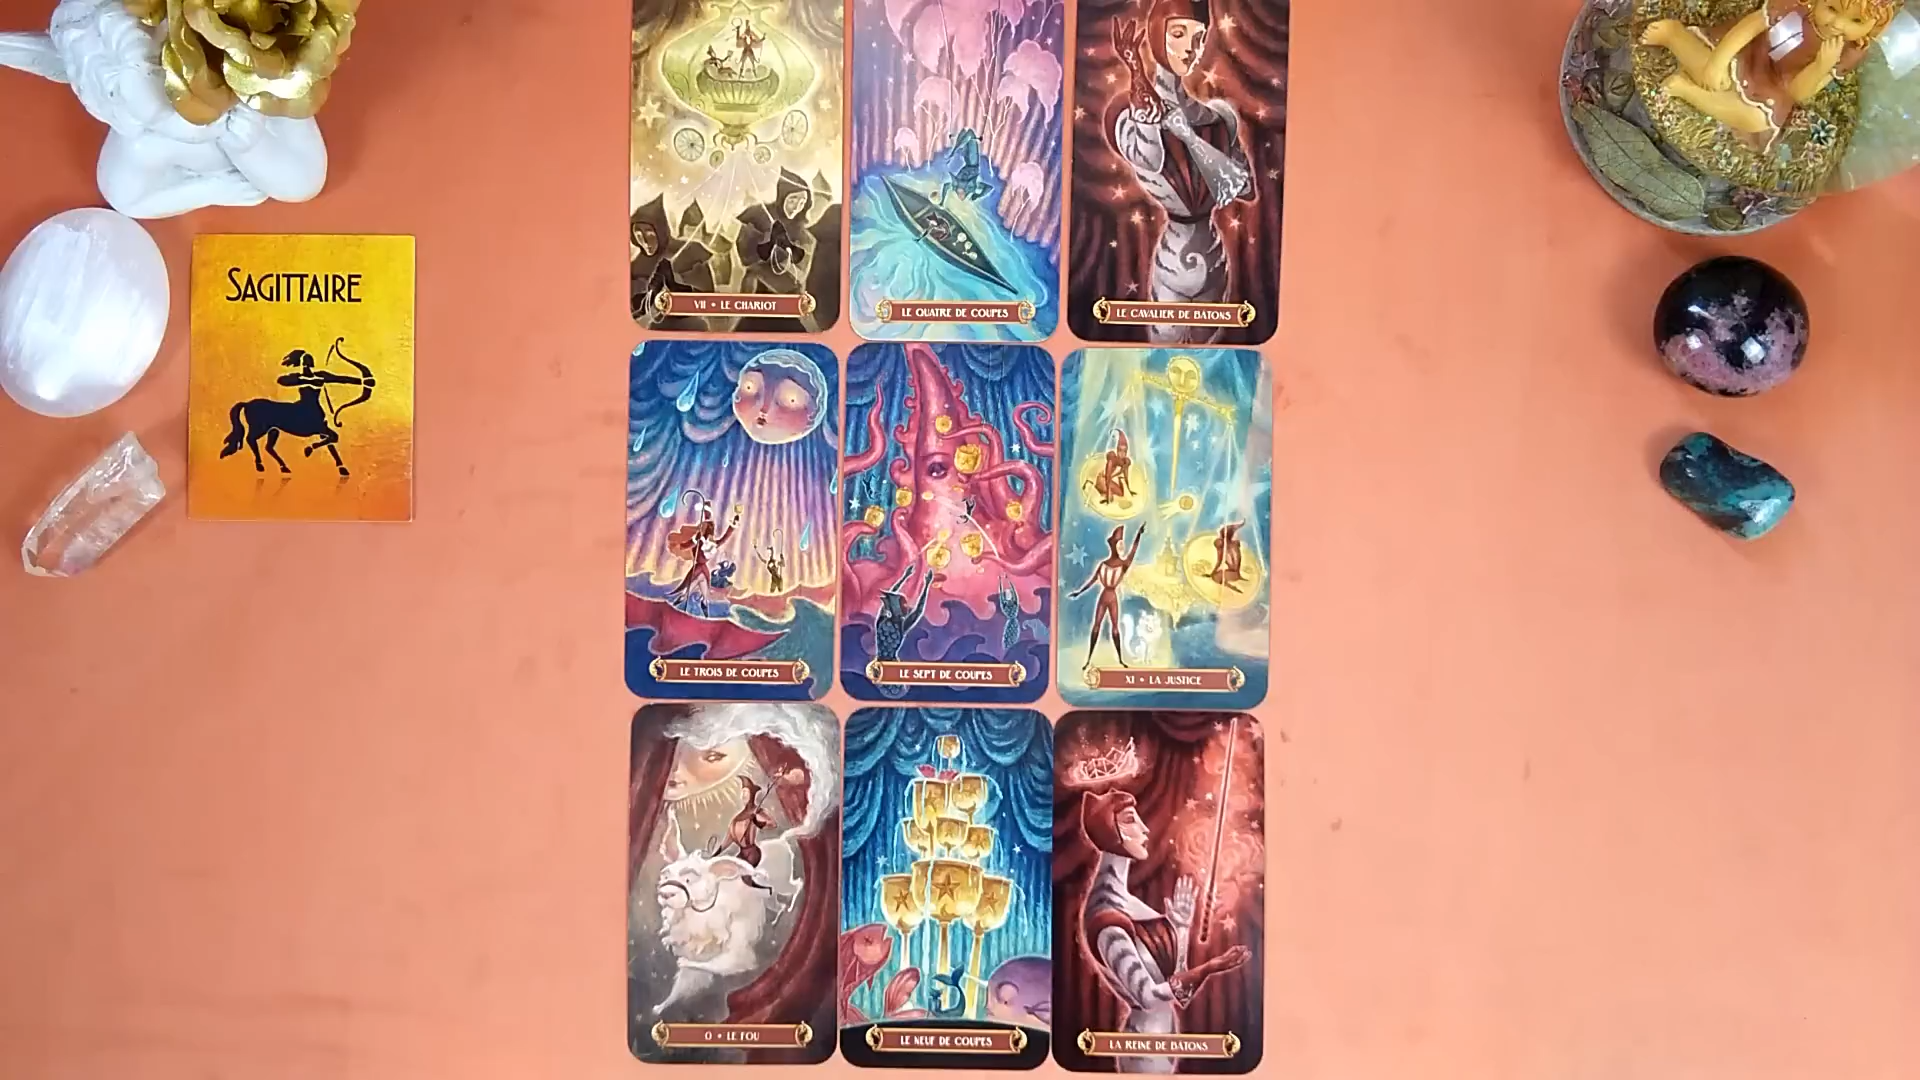 SAGITTAIRE
VII • LE CHARIOT
LE QUATRE DE COUPES
LE CAVALIER DE BÂTONS
LE TROIS DE COUPES
LE SEPT DE COUPES
XI • LA JUSTICE
0 • LE FOU
LE NEUF DE COUPES
LA REINE DE BÂTONS